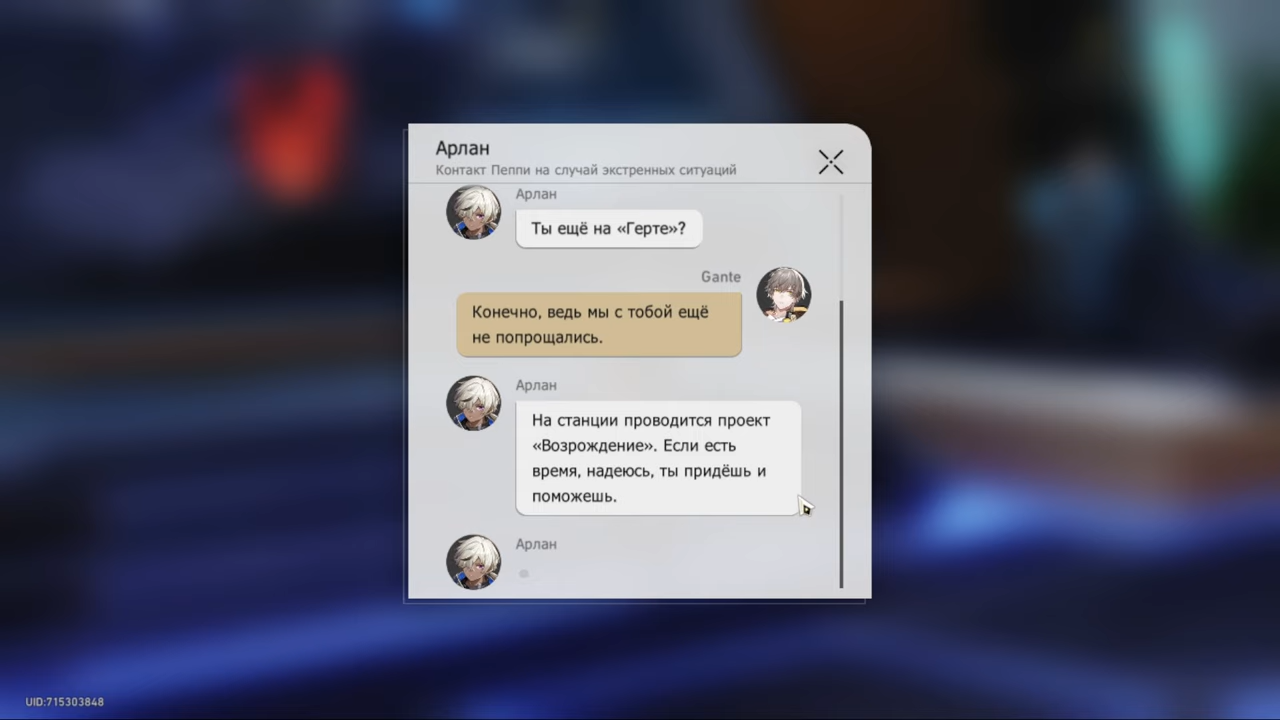 Арлан
Контакт Пеппи на случай экстренных ситуаций
Арлан
Ты ещё на «Герте»?
Gante
Конечно, ведь мы с тобой ещё
не попрощались.
Арлан
На станции проводится проект
«Возрождение». Если есть
время, надеюсь, ты придёшь и
поможешь.
Арлан
UID:715303848